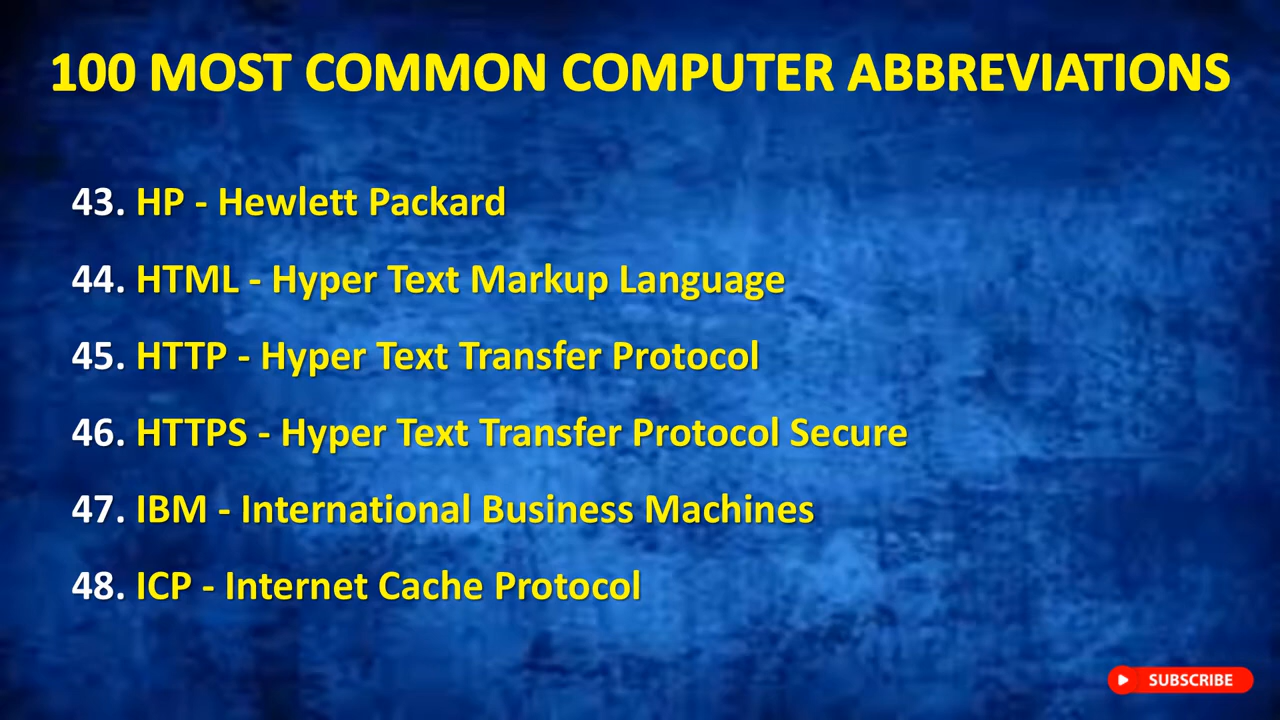 100 MOST COMMON COMPUTER ABBREVIATIONS
43. HP - Hewlett Packard
44. HTML - Hyper Text Markup Language
45. HTTP - Hyper Text Transfer Protocol
46. HTTPS - Hyper Text Transfer Protocol Secure
47. IBM - International Business Machines
48. ICP - Internet Cache Protocol
SUBSCRIBE